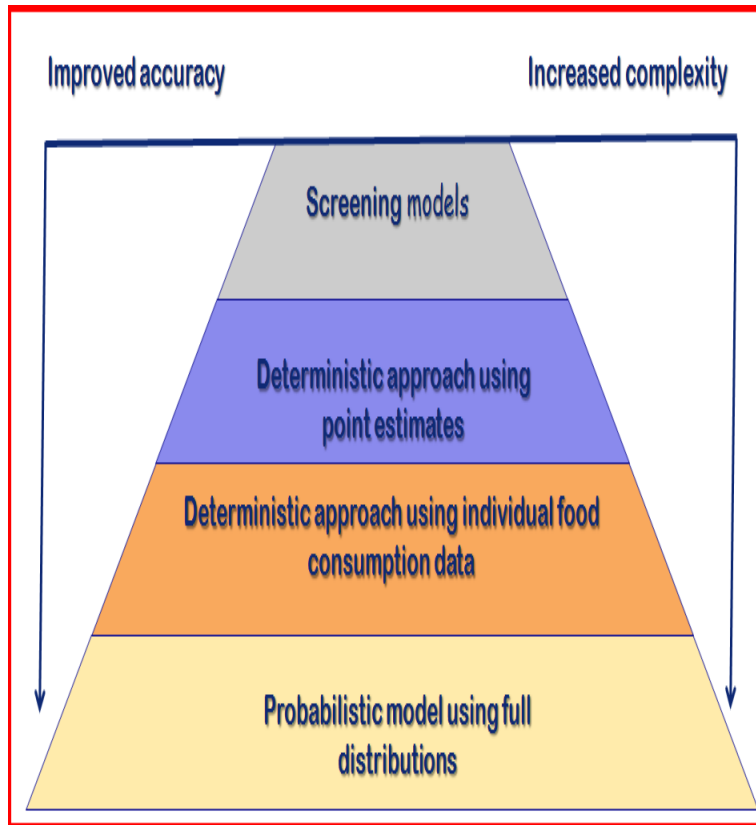 Improved accuracy
Increased complexity
Screening models
Deterministic approach using
point estimates
Deterministic approach using individual food
consumption data
Probabilistic model using full
distributions